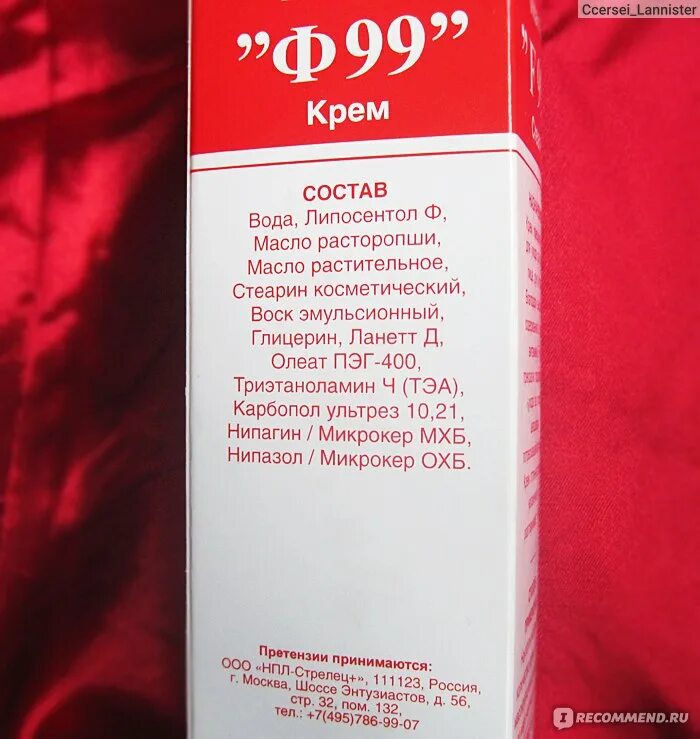 Ccersei_Lannister
"Ф99"
Крем
СОСТАВ
Вода, Липосентол Ф,
Масло расторопши,
Масло растительное,
Стеарин косметический,
Воск эмульсионный,
Глицерин, Ланетт Д,
Олеат ПЭГ-400,
Триэтаноламин Ч (ТЭА),
Карбопол ультрез 10,21,
Нипагин / Микрокер МХБ,
Нипазол / Микрокер ОХБ.
Претензии принимаются:
ООО «НПЛ-Стрелец+», 111123, Россия,
г. Москва, Шоссе Энтузиастов, д. 56,
стр. 32, пом. 132,
тел.: +7(495)786-99-07
IRECOMMEND.RU